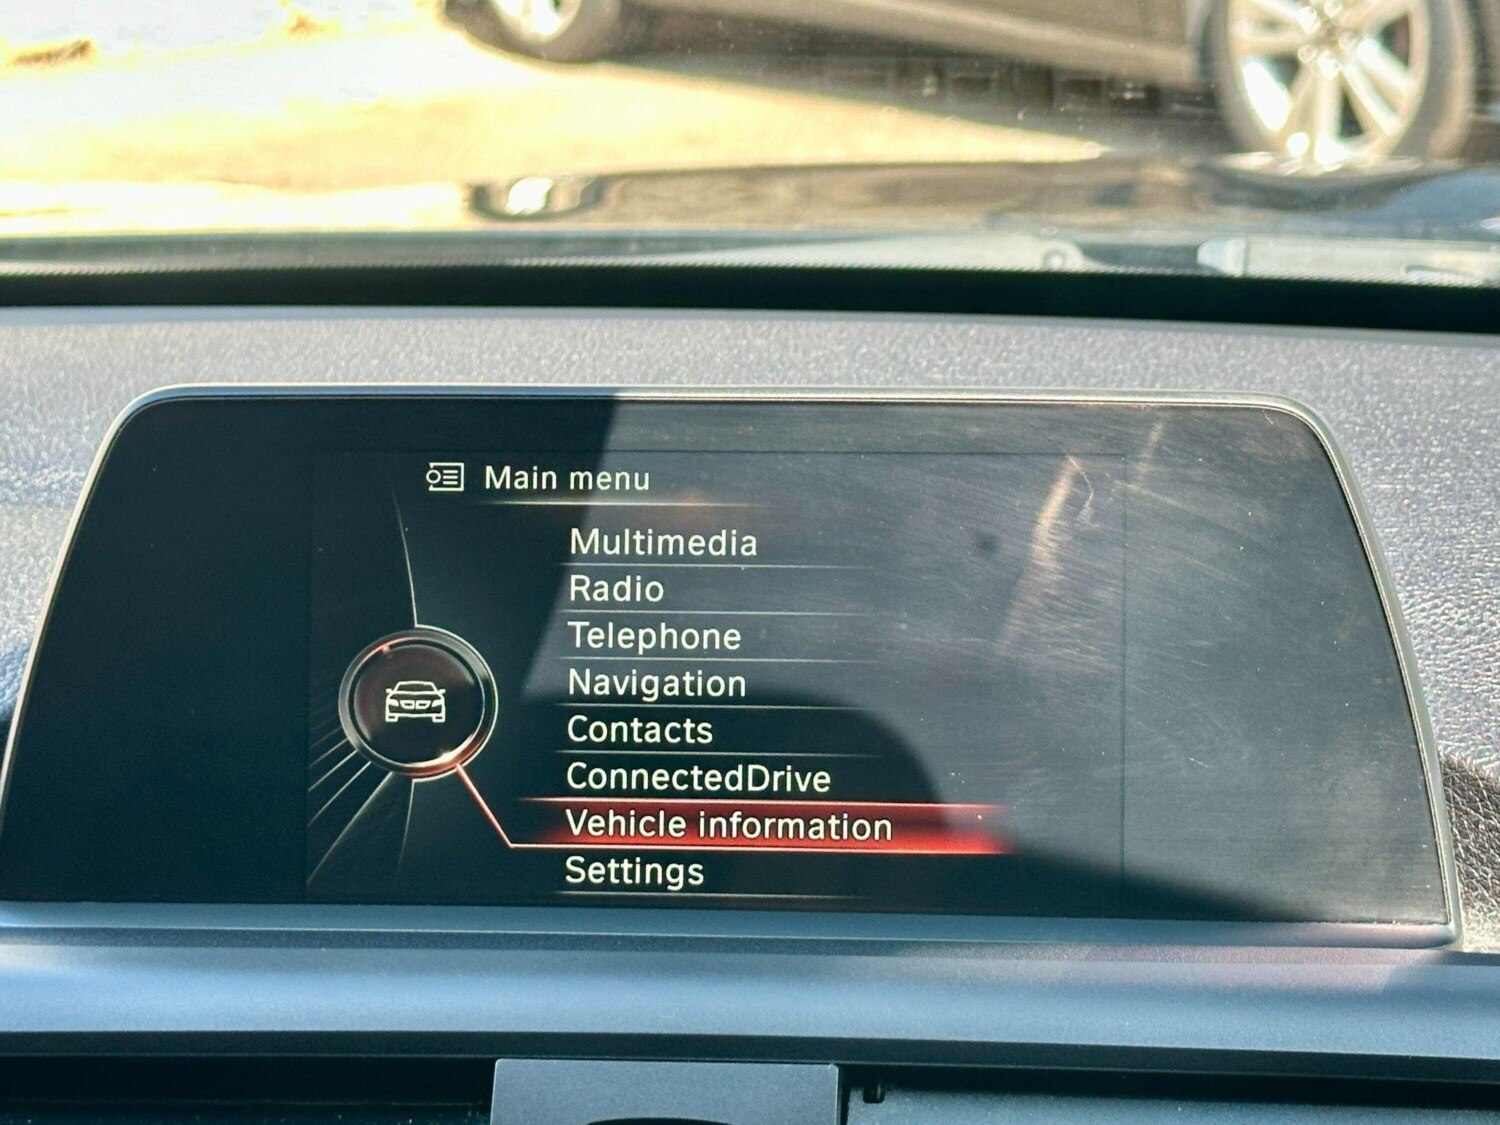 Main menu
Multimedia
Radio
Telephone
Navigation
Contacts
ConnectedDrive
Vehicle information
Settings